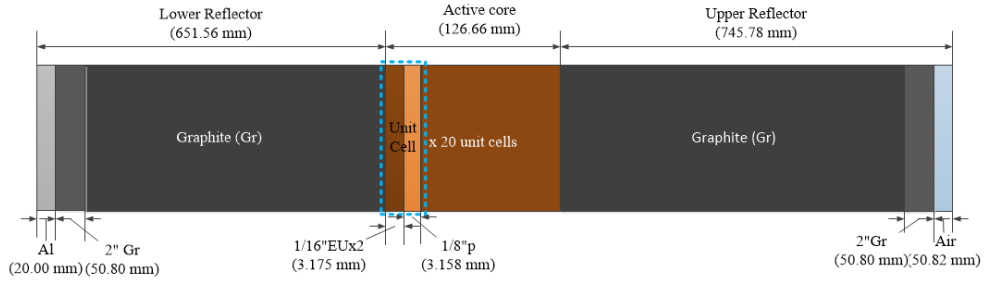 Lower Reflector
(651.56 mm)
Active core
(126.66 mm)
Upper Reflector
(745.78 mm)
Graphite (Gr)
Unit
Cell
x 20 unit cells
Graphite (Gr)
Al
(20.00 mm)
2" Gr
(50.80 mm)
1/16"EUx2
(3.175 mm)
1/8"p
(3.158 mm)
2"Gr
(50.80 mm)
Air
(50.82 mm)